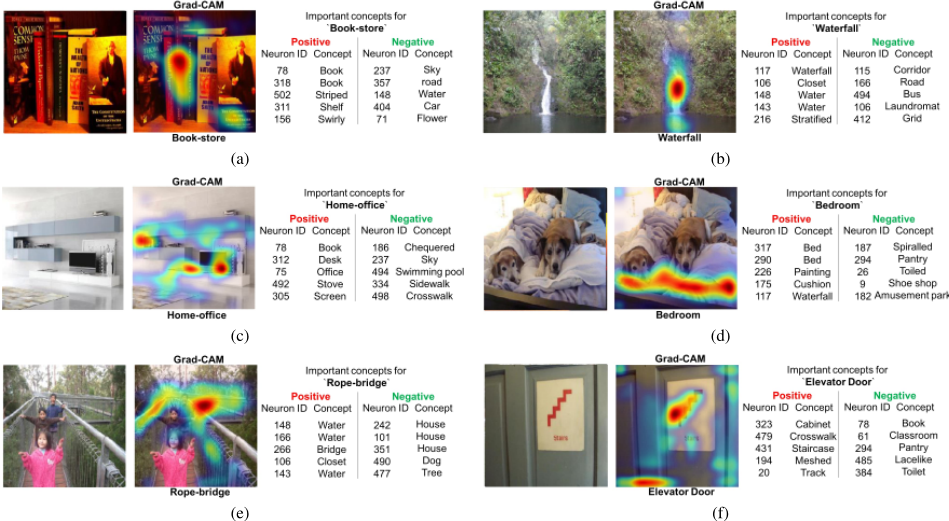 Grad-CAM
Important concepts for
`Book-store`
Positive Negative
Neuron ID Concept Neuron ID Concept
78 Book 237 Sky
318 Book 357 road
502 Striped 148 Water
311 Shelf 404 Car
156 Swirly 71 Flower
COMMON
SENSE
THOMAS PAINE
THE
WEALTH
OF
NATIONS
Book-store
(a)
Grad-CAM
Important concepts for
`Waterfall`
Positive Negative
Neuron ID Concept Neuron ID Concept
117 Waterfall 115 Corridor
106 Closet 166 Road
148 Water 494 Bus
143 Water 106 Laundromat
216 Stratified 412 Grid
Waterfall
(b)
Grad-CAM
Important concepts for
`Home-office`
Positive Negative
Neuron ID Concept Neuron ID Concept
78 Book 186 Chequered
312 Desk 237 Sky
75 Office 494 Swimming pool
492 Stove 334 Sidewalk
305 Screen 498 Crosswalk
Home-office
(c)
Grad-CAM
Important concepts for
`Bedroom`
Positive Negative
Neuron ID Concept Neuron ID Concept
317 Bed 187 Spiralled
290 Bed 294 Pantry
226 Painting 26 Toiled
175 Cushion 9 Shoe shop
117 Waterfall 182 Amusement park
Bedroom
(d)
Grad-CAM
Important concepts for
`Rope-bridge`
Positive Negative
Neuron ID Concept Neuron ID Concept
148 Water 242 House
166 Water 101 House
266 Bridge 351 House
106 Closet 490 Dog
143 Water 477 Tree
Rope-bridge
(e)
Grad-CAM
Important concepts for
`Elevator Door`
Positive Negative
Neuron ID Concept Neuron ID Concept
323 Cabinet 78 Book
479 Crosswalk 61 Classroom
431 Staircase 294 Pantry
194 Meshed 485 Lacelike
20 Track 384 Toilet
Stairs
Elevator Door
(f)